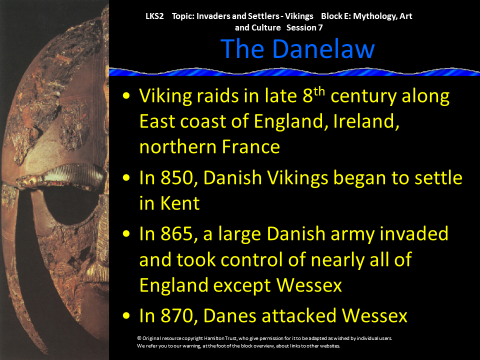 LKS2 Topic: Invaders and Settlers - Vikings Block E: Mythology, Art
and Culture Session 7
The Danelaw
• Viking raids in late 8th century along
East coast of England, Ireland,
northern France
• In 850, Danish Vikings began to settle
in Kent
• In 865, a large Danish army invaded
and took control of nearly all of
England except Wessex
• In 870, Danes attacked Wessex
© Original resource copyright Hamilton Trust, who give permission for it to be adapted as wished by individual users.
We refer you to our warning, at the foot of the block overview, about links to other websites.